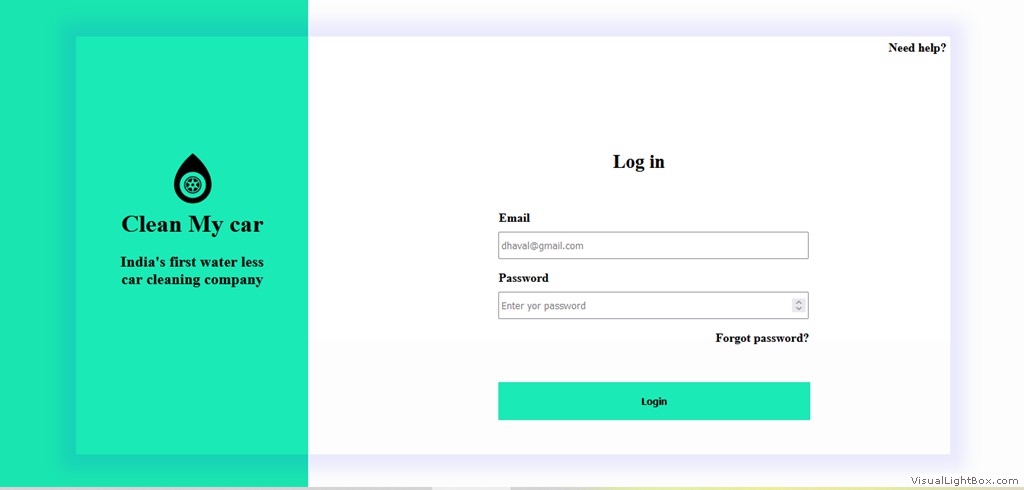 Need help?
Clean My car
India's first water less
car cleaning company
Log in
Email
dhaval@gmail.com
Password
Enter yor password
Forgot password?
Login
VisualLightBox.com